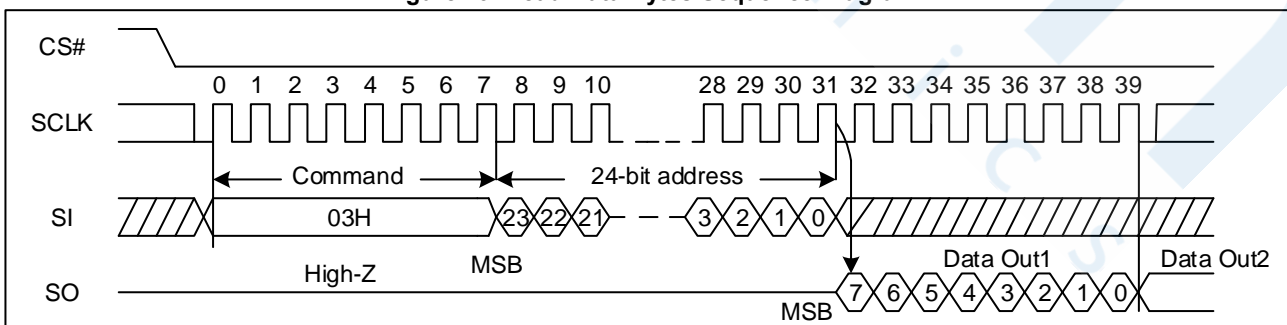 CS#
0 1 2 3 4 5 6 7 8 9 10 28 29 30 31 32 33 34 35 36 37 38 39
SCLK
Command 24-bit address
SI 03H 23 22 21 3 2 1 0
High-Z MSB Data Out1 Data Out2
SO 7 6 5 4 3 2 1 0
MSB